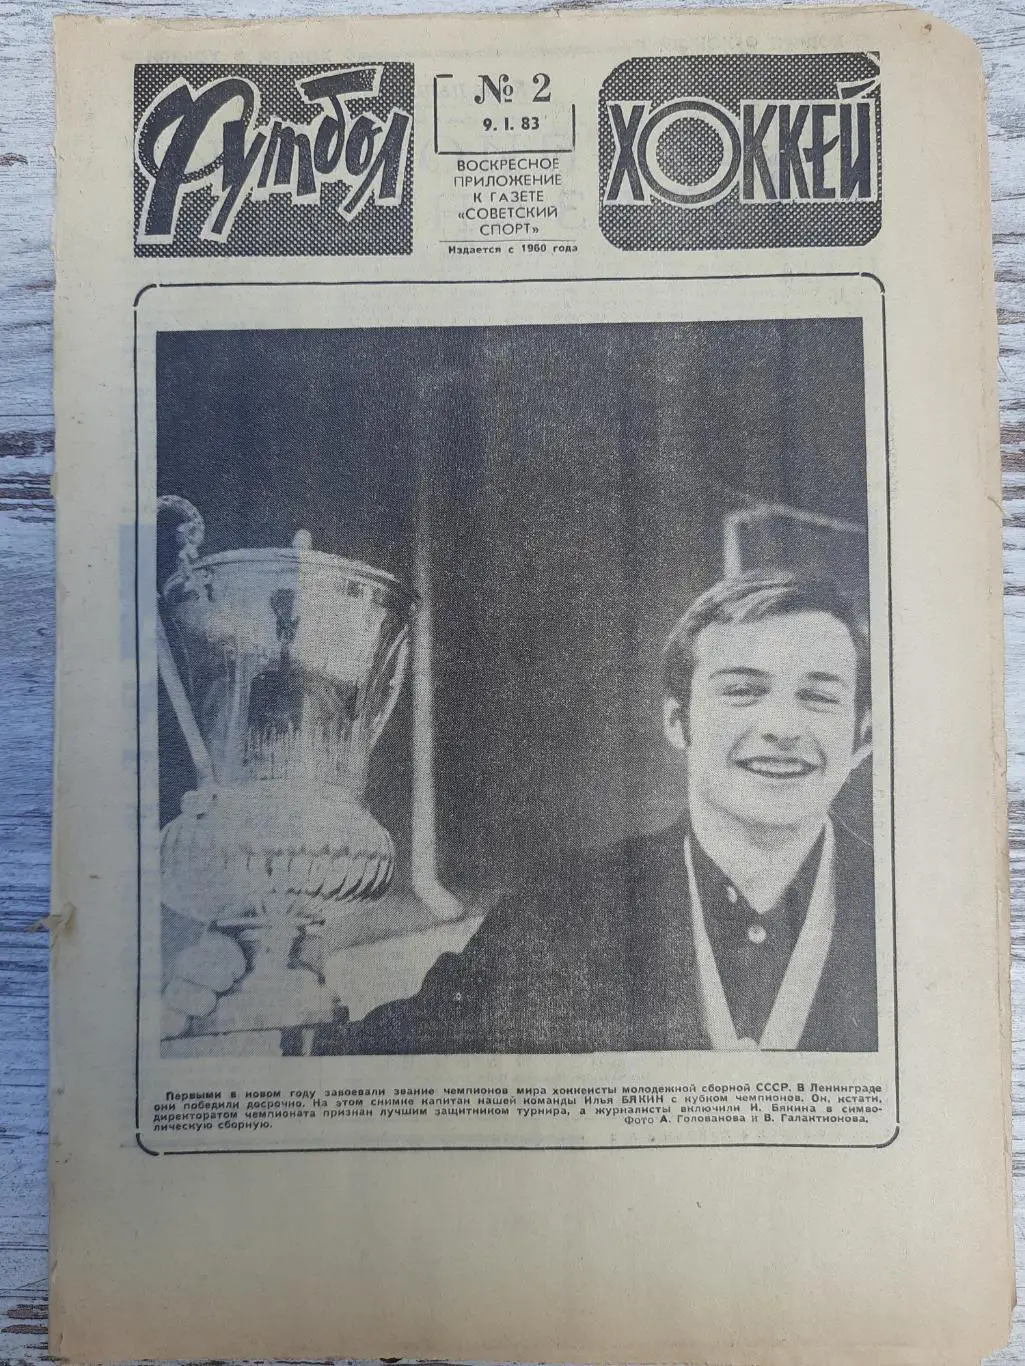 Футбол
№ 2
9. I. 83
ВОСКРЕСНОЕ
ПРИЛОЖЕНИЕ
К ГАЗЕТЕ
«СОВЕТСКИЙ
СПОРТ»
Издается с 1960 года
ХОККЕЙ
Первыми в новом году завоевали звание чемпионов мира хоккеисты молодежной сборной СССР. В Ленинграде
они победили досрочно. На этом снимке капитан нашей команды Илья БЯКИН с кубком чемпионов. Он, кстати,
директоратом чемпионата признан лучшим защитником турнира, а журналисты включили И. Бякина в симво-
лическую сборную.
Фото А. Голованова и В. Галактионова.